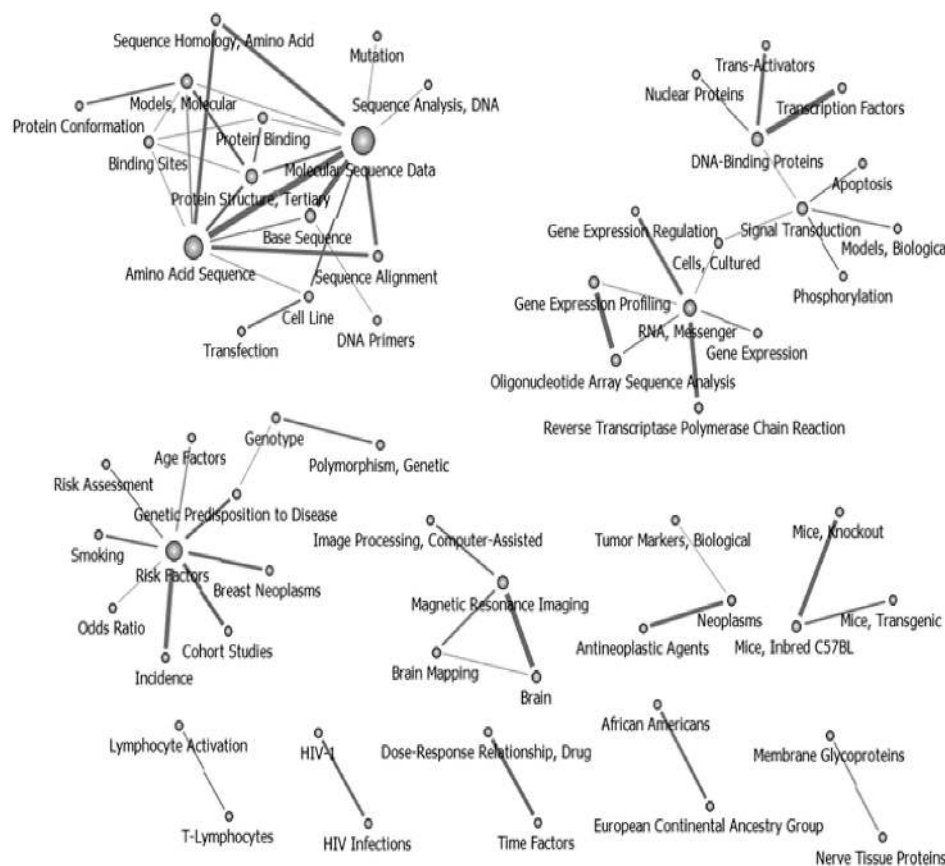 Sequence Homology, Amino Acid
Mutation
Models, Molecular
Sequence Analysis, DNA
Protein Conformation
Protein Binding
Binding Sites
Molecular Sequence Data
Protein Structure, Tertiary
Base Sequence
Amino Acid Sequence
Sequence Alignment
Cell Line
Transfection
DNA Primers
Trans-Activators
Nuclear Proteins
Transcription Factors
DNA-Binding Proteins
Apoptosis
Gene Expression Regulation
Signal Transduction
Models, Biological
Cells, Cultured
Phosphorylation
Gene Expression Profiling
RNA, Messenger
Gene Expression
Oligonucleotide Array Sequence Analysis
Reverse Transcriptase Polymerase Chain Reaction
Genotype
Age Factors
Polymorphism, Genetic
Risk Assessment
Genetic Predisposition to Disease
Smoking
Risk Factors
Breast Neoplasms
Odds Ratio
Cohort Studies
Incidence
Image Processing, Computer-Assisted
Magnetic Resonance Imaging
Brain Mapping
Brain
Tumor Markers, Biological
Neoplasms
Antineoplastic Agents
Mice, Knockout
Mice, Transgenic
Mice, Inbred C57BL
Lymphocyte Activation
T-Lymphocytes
HIV-1
HIV Infections
Dose-Response Relationship, Drug
Time Factors
African Americans
European Continental Ancestry Group
Membrane Glycoproteins
Nerve Tissue Proteins